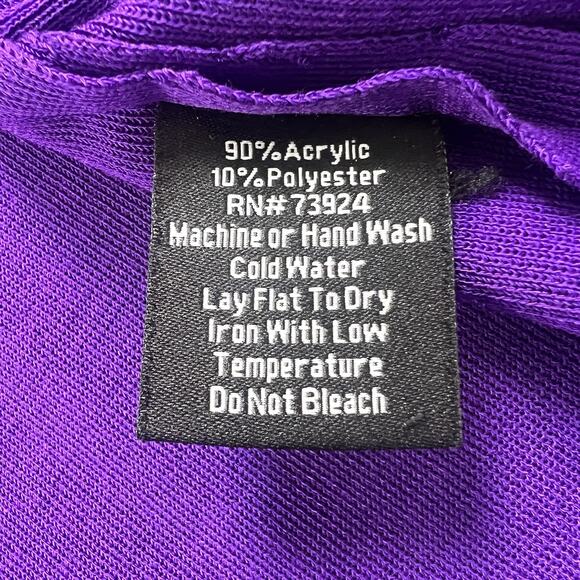 90%Acrylic
10%Polyester
RN# 73924
Machine or Hand Wash
Cold Water
Lay Flat To Dry
Iron With Low
Temperature
Do Not Bleach